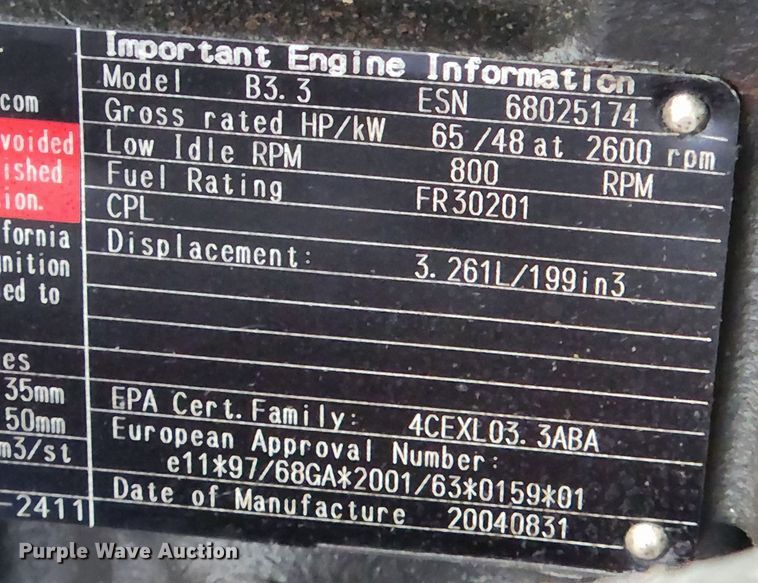 Important Engine Information
Model B3.3 ESN 68025174
Gross rated HP/kW 65/48 at 2600 rpm
Low Idle RPM 800 RPM
Fuel Rating FR30201
CPL
Displacement: 3.261L/199in3
EPA Cert.Family: 4CEXL03.3ABA
European Approval Number:
e11*97/68GA*2001/63*0159*01
Date of Manufacture 20040831
com
voided
ished
ion.
fornia
nition
ed to
es
35mm
50mm
m3/st
-2411
Purple Wave Auction